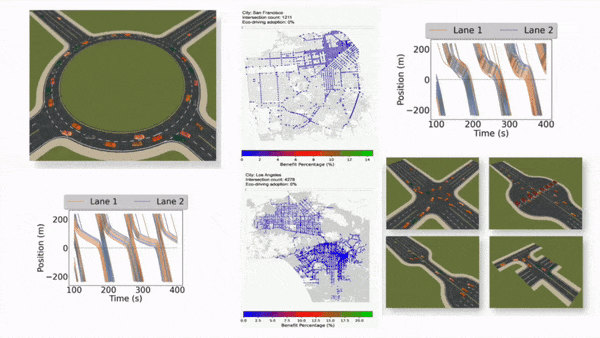 City: San Francisco
Intersection count: 1211
Eco-driving adoption: 0%
0 2 4 6 8 10 12 14
Benefit Percentage (%)
Lane 1 Lane 2
Position (m)
200
0
−200
100 200 300 400
Time (s)
Lane 1 Lane 2
Position (m)
200
0
−200
100 200 300 400
Time (s)
City: Los Angeles
Intersection count: 4276
Eco-driving adoption: 0%
0.0 2.5 5.0 7.5 10.0 12.5 15.0 17.5 20.0
Benefit Percentage (%)